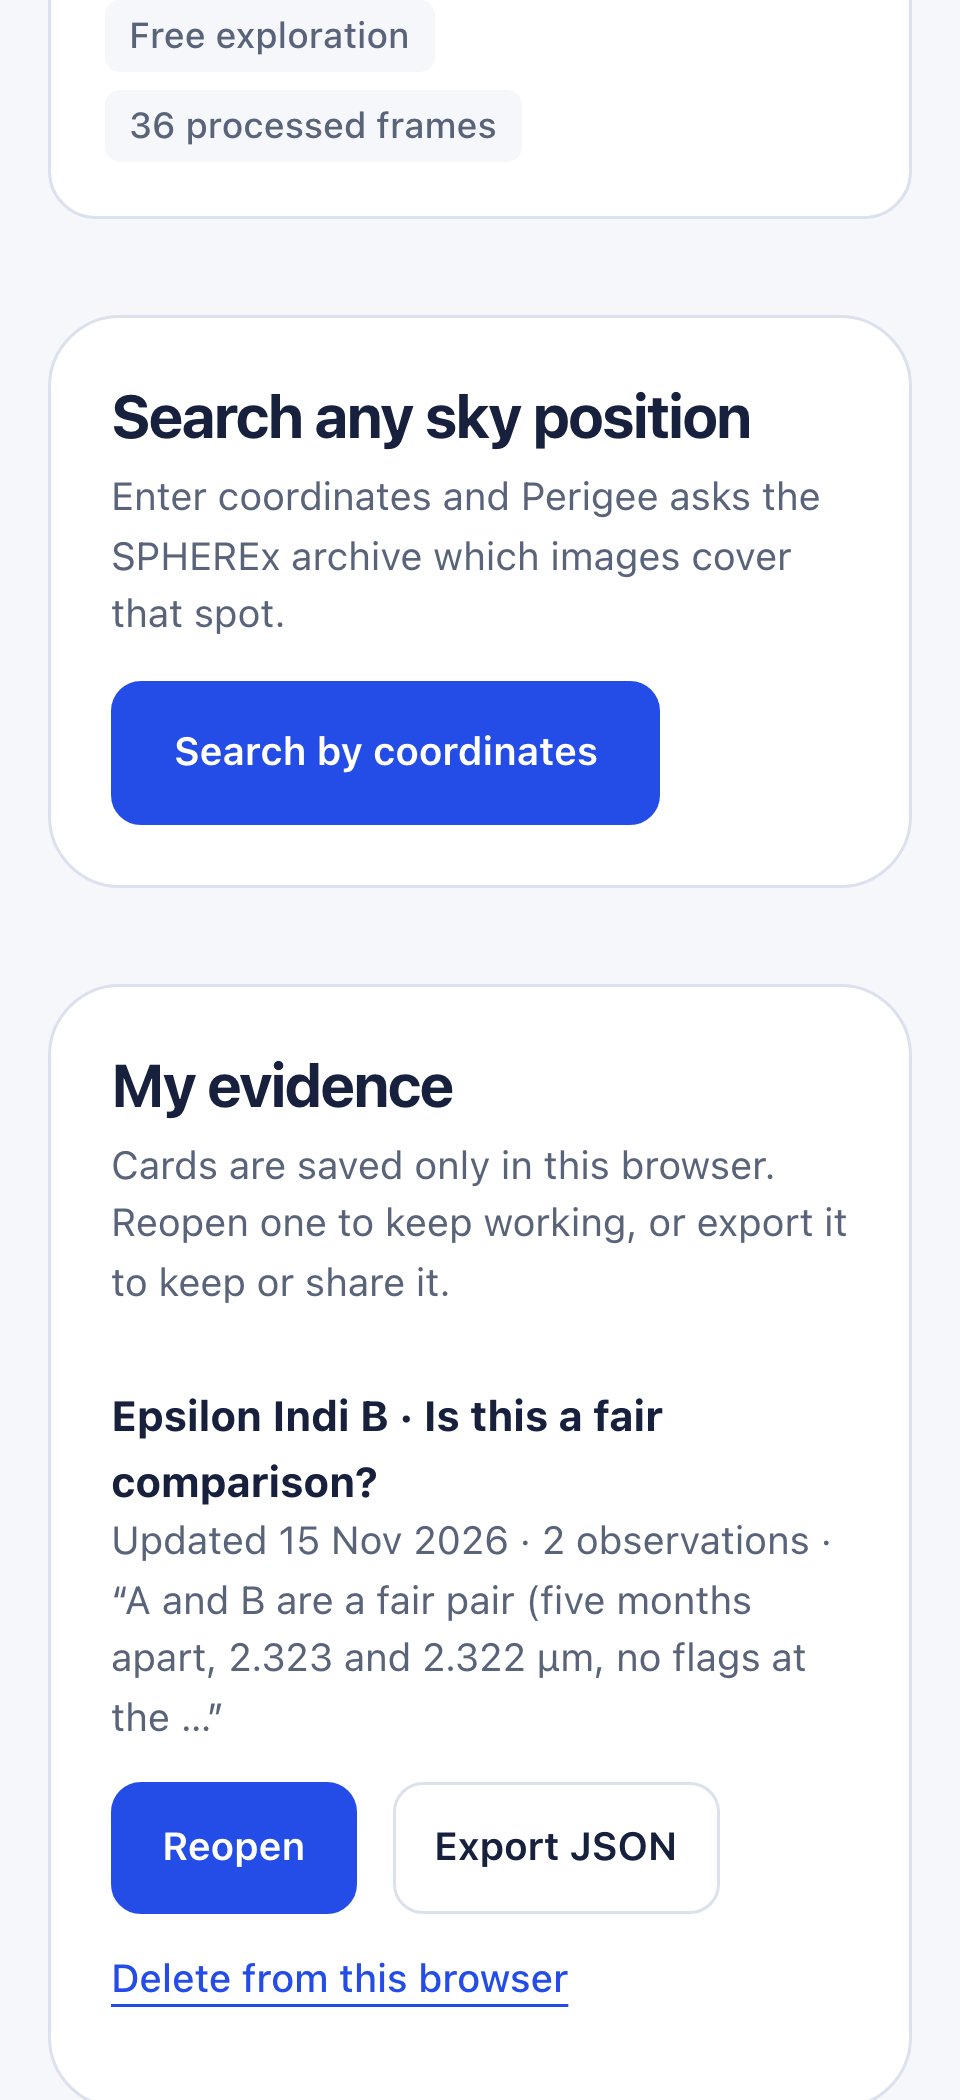 Free exploration
36 processed frames
Search any sky position
Enter coordinates and Perigee asks the
SPHEREx archive which images cover
that spot.
Search by coordinates
My evidence
Cards are saved only in this browser.
Reopen one to keep working, or export it
to keep or share it.
Epsilon Indi B · Is this a fair
comparison?
Updated 15 Nov 2026 · 2 observations ·
“A and B are a fair pair (five months
apart, 2.323 and 2.322 µm, no flags at
the …”
Reopen
Export JSON
Delete from this browser